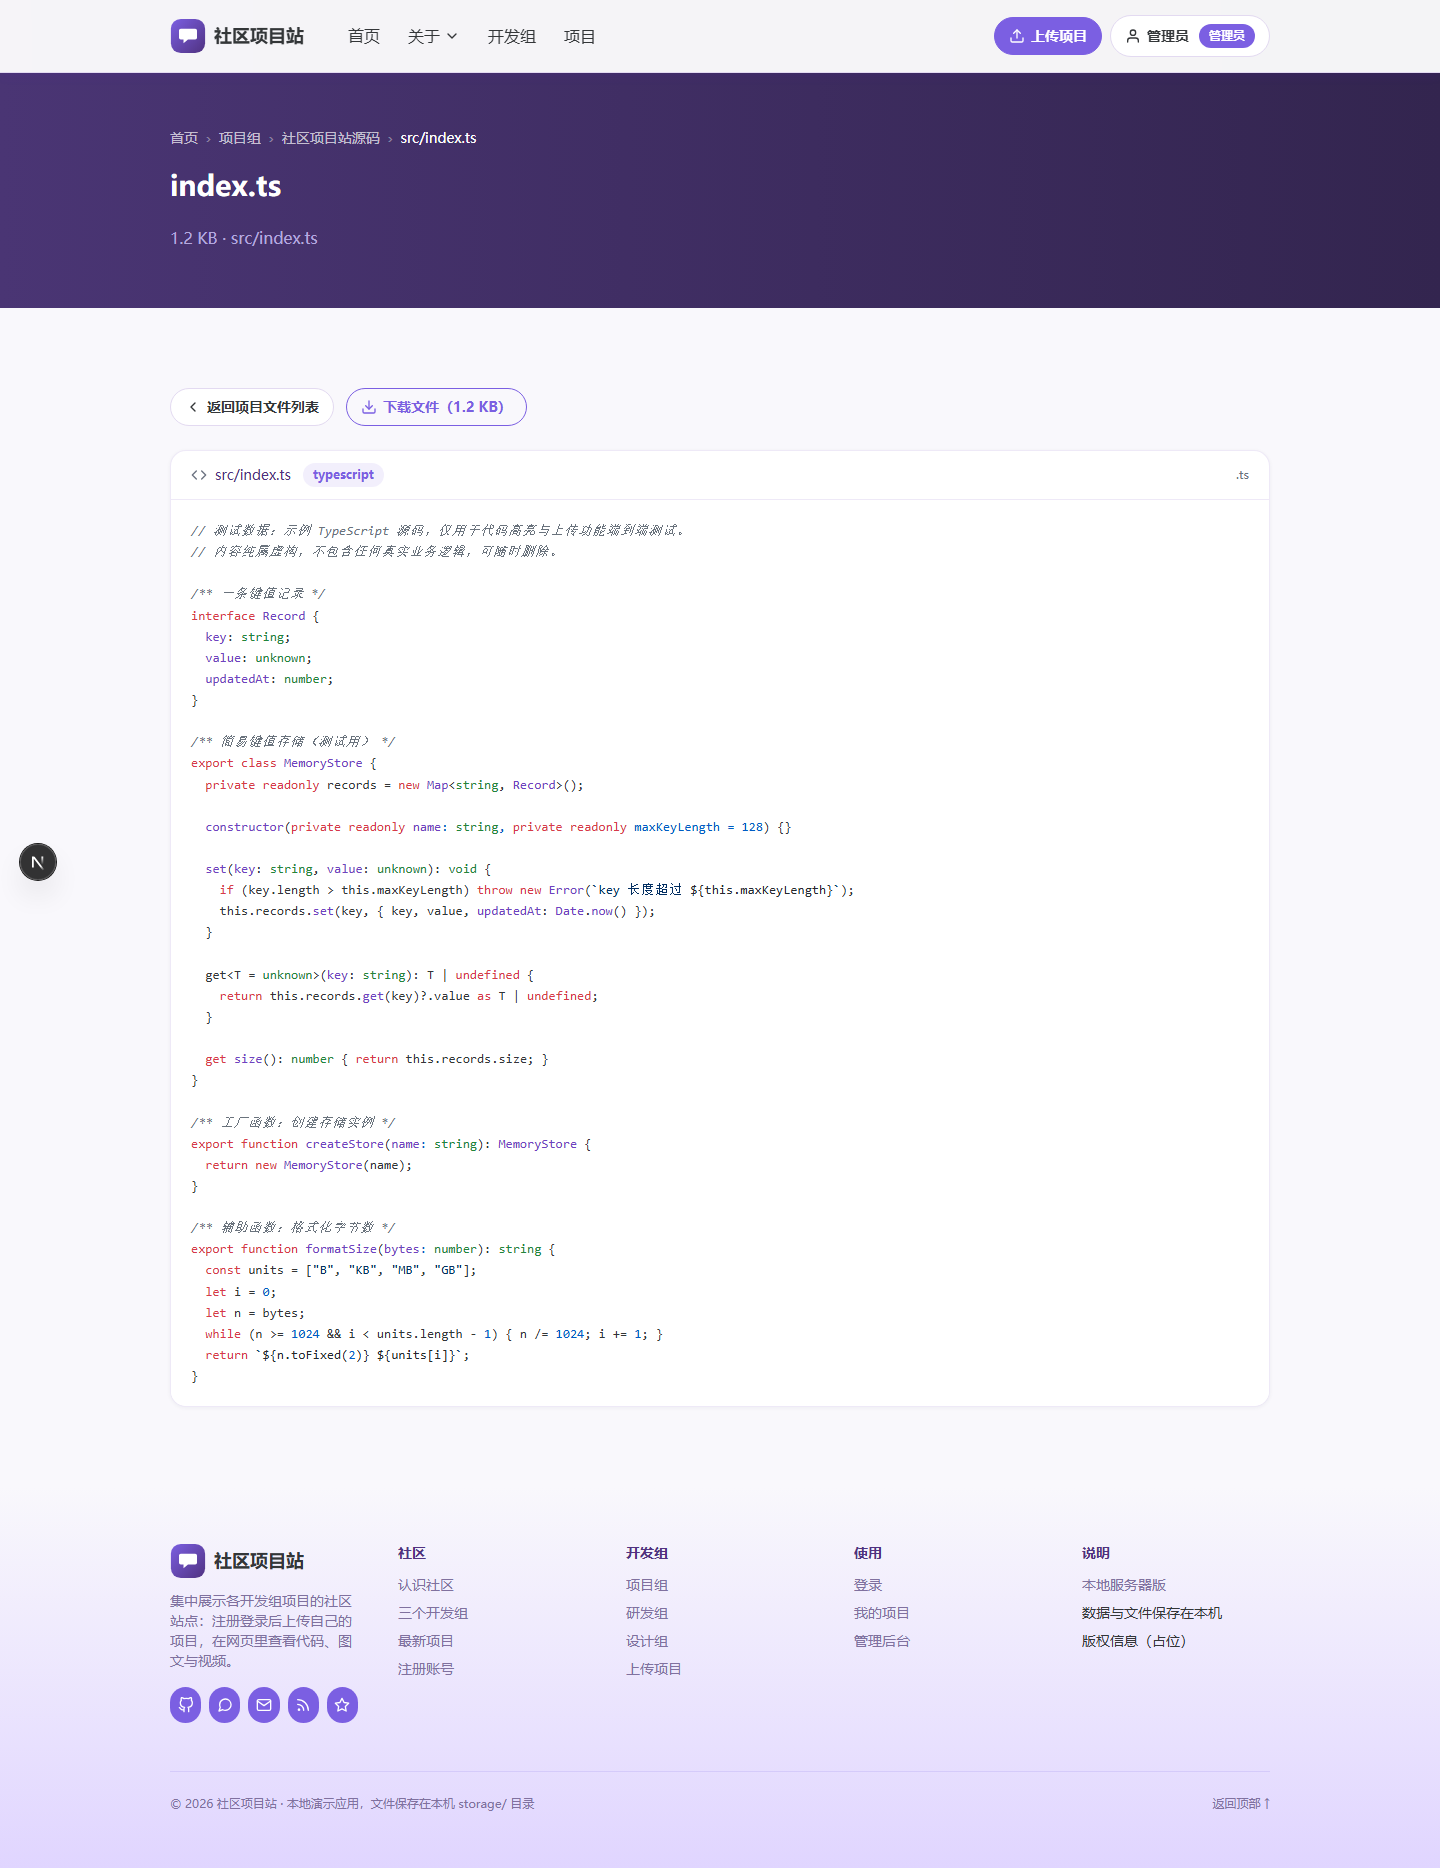 社区项目站
首页 关于 开发组 项目
上传项目
管理员 管理员
首页 › 项目组 › 社区项目站源码 › src/index.ts
index.ts
1.2 KB · src/index.ts
返回项目文件列表
下载文件（1.2 KB）
src/index.ts typescript .ts
// 测试数据：示例 TypeScript 源码，仅用于代码高亮与上传功能端到端测试。
// 内容纯属虚构，不包含任何真实业务逻辑，可随时删除。
/** 一条键值记录 */
interface Record {
  key: string;
  value: unknown;
  updatedAt: number;
}
/** 简易键值存储（测试用） */
export class MemoryStore {
  private readonly records = new Map<string, Record>();
  constructor(private readonly name: string, private readonly maxKeyLength = 128) {}
  set(key: string, value: unknown): void {
    if (key.length > this.maxKeyLength) throw new Error(`key 长度超过 ${this.maxKeyLength}`);
    this.records.set(key, { key, value, updatedAt: Date.now() });
  }
  get<T = unknown>(key: string): T | undefined {
    return this.records.get(key)?.value as T | undefined;
  }
  get size(): number { return this.records.size; }
}
/** 工厂函数：创建存储实例 */
export function createStore(name: string): MemoryStore {
  return new MemoryStore(name);
}
/** 辅助函数：格式化字节数 */
export function formatSize(bytes: number): string {
  const units = ["B", "KB", "MB", "GB"];
  let i = 0;
  let n = bytes;
  while (n >= 1024 && i < units.length - 1) { n /= 1024; i += 1; }
  return `${n.toFixed(2)} ${units[i]}`;
}
N
社区项目站
集中展示各开发组项目的社区
站点：注册登录后上传自己的
项目，在网页里查看代码、图
文与视频。
社区
认识社区
三个开发组
最新项目
注册账号
开发组
项目组
研发组
设计组
上传项目
使用
登录
我的项目
管理后台
说明
本地服务器版
数据与文件保存在本机
版权信息（占位）
© 2026 社区项目站 · 本地演示应用，文件保存在本机 storage/ 目录
返回顶部 ↑